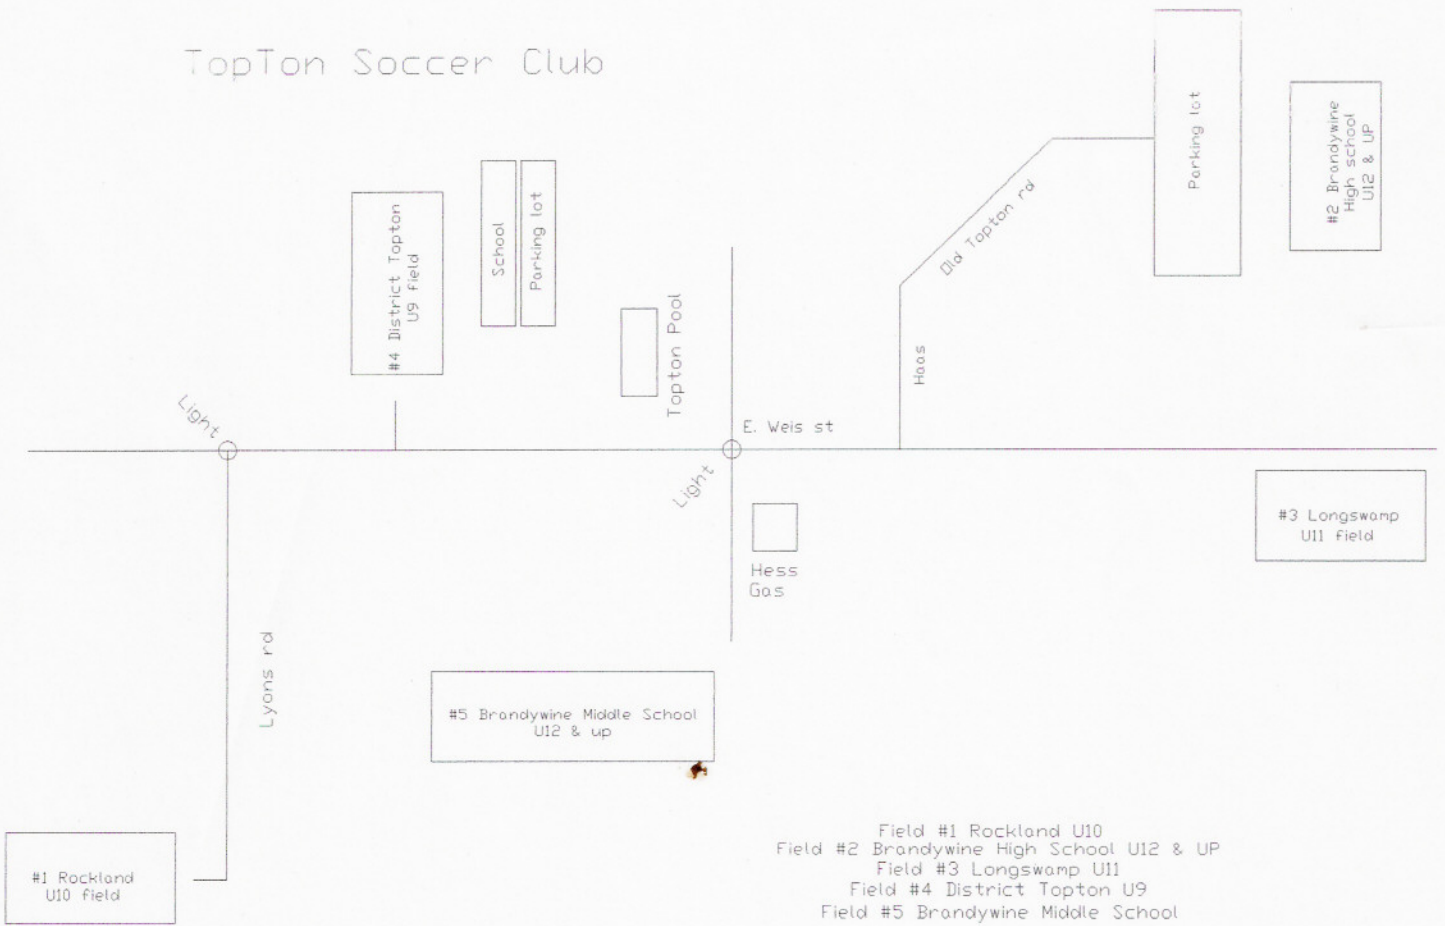 TopTon Soccer Club
#4 District Topton
U9 field
School
Parking lot
Topton Pool
Old Topton rd
Haas
Parking lot
#2 Brandywine
High school
U12 & UP
Light
E. Weis st
Light
Hess
Gas
#3 Longswamp
U11 field
Lyons rd
#5 Brandywine Middle School
U12 & up
#1 Rockland
U10 field
Field #1 Rockland U10
Field #2 Brandywine High School U12 & UP
Field #3 Longswamp U11
Field #4 District Topton U9
Field #5 Brandywine Middle School